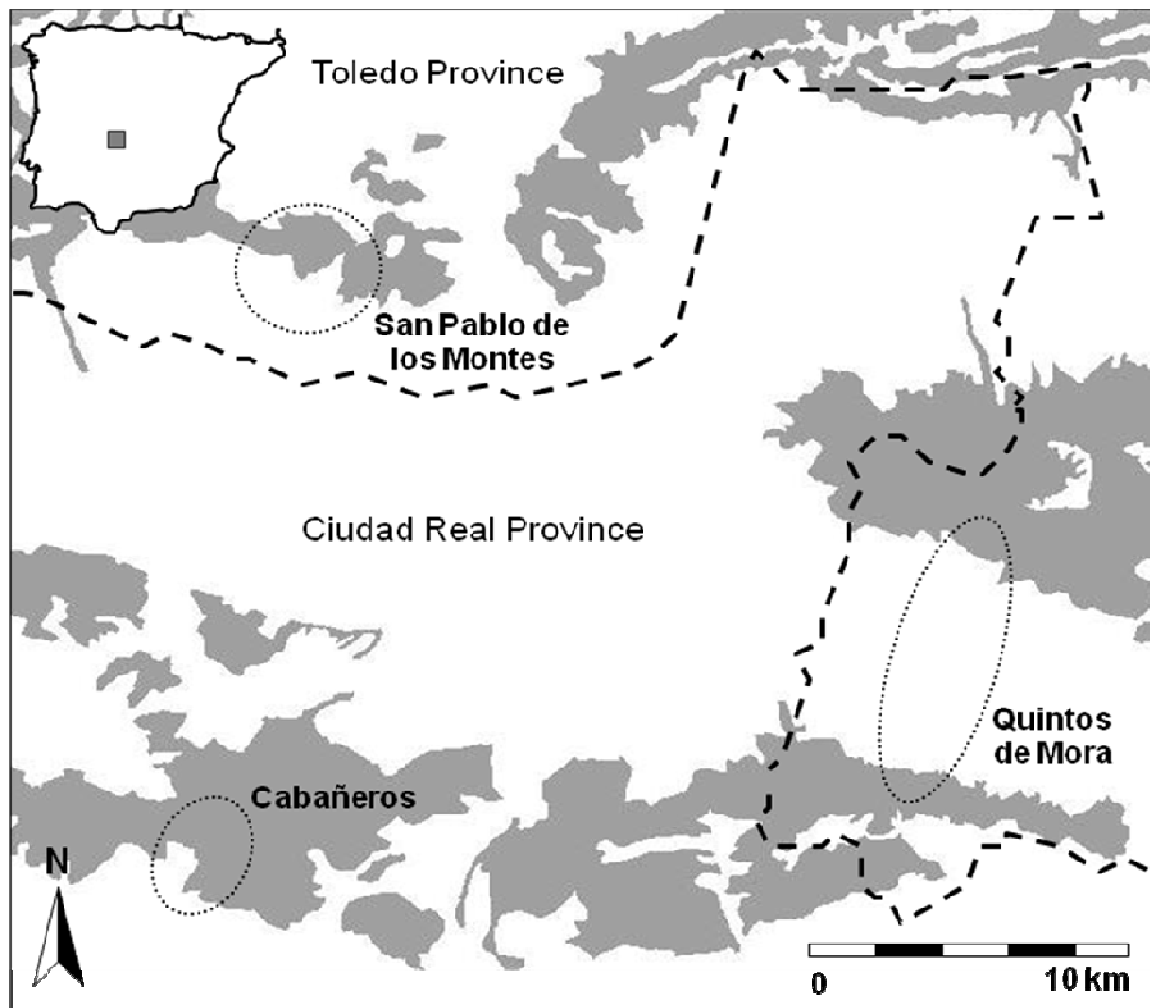 Toledo Province
San Pablo de
los Montes
Ciudad Real Province
Quintos
de Mora
Cabañeros
N
0
10 km